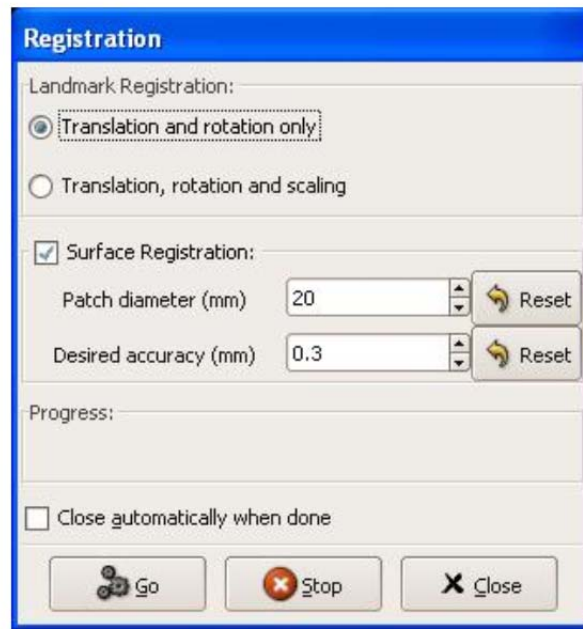 Registration
Landmark Registration:
Translation and rotation only
Translation, rotation and scaling
Surface Registration:
Patch diameter (mm) 20 Reset
Desired accuracy (mm) 0.3 Reset
Progress:
Close automatically when done
Go Stop Close